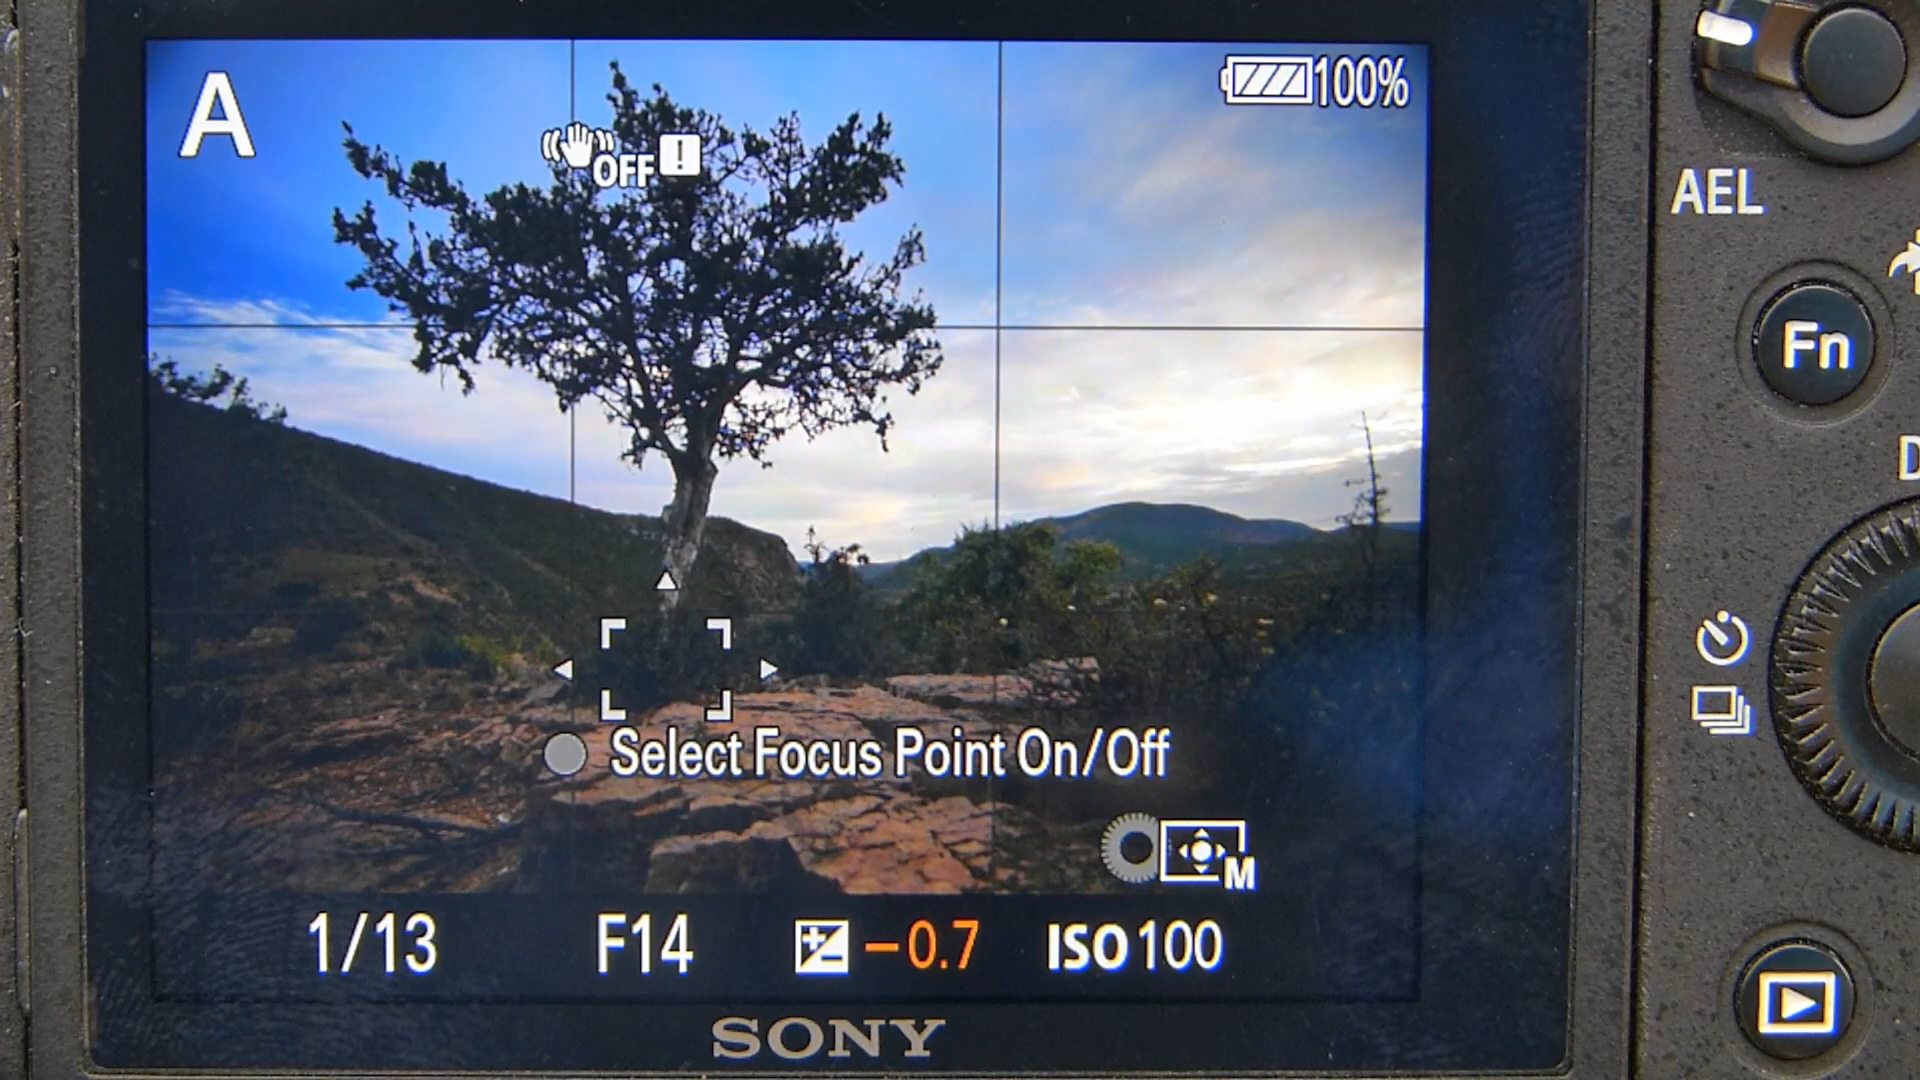 A
100%
OFF !
AEL
Fn
D
Select Focus Point On/Off
M
1/13 F14 -0.7 ISO 100
SONY